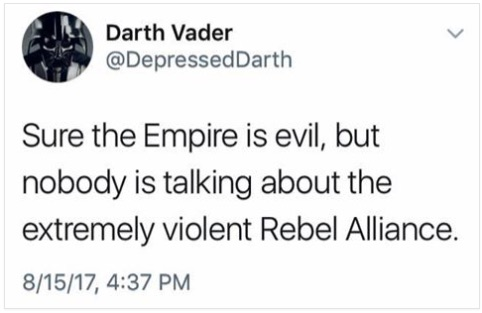 Darth Vader
@DepressedDarth
Sure the Empire is evil, but
nobody is talking about the
extremely violent Rebel Alliance.
8/15/17, 4:37 PM